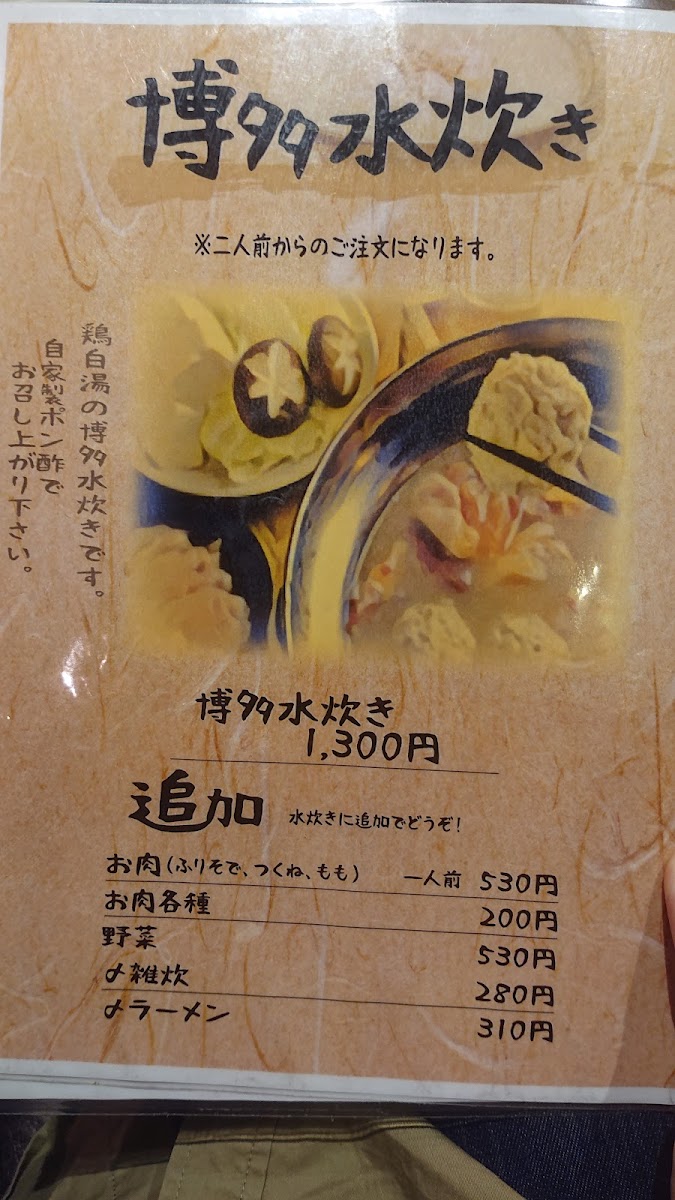 博多水炊き
※二人前からのご注文になります。
鶏白湯の博多水炊きです。
自家製ポン酢で
お召し上がり下さい。
博多水炊き
1,300円
追加 水炊きに追加でどうぞ!
お肉(ふりそで、つくね、もも) 一人前 530円
お肉各種 200円
野菜 530円
〆雑炊 280円
〆ラーメン 310円